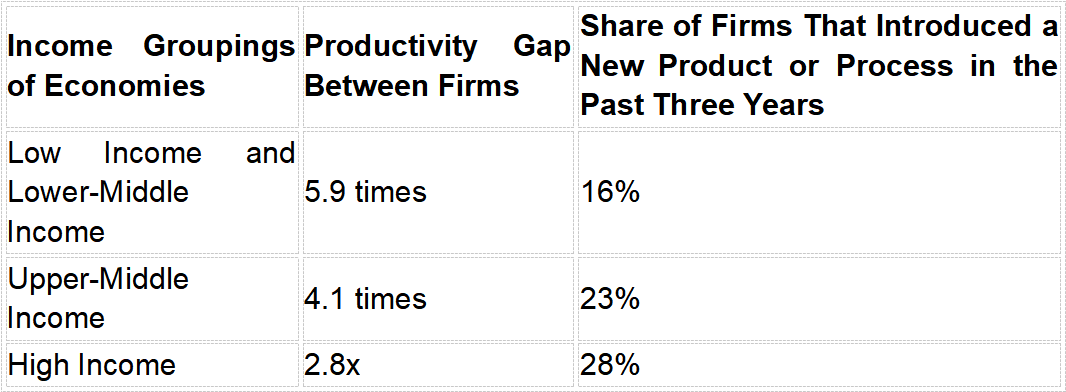 Income Groupings of Economies
Productivity Gap Between Firms
Share of Firms That Introduced a New Product or Process in the Past Three Years
Low Income and Lower-Middle Income
5.9 times
16%
Upper-Middle Income
4.1 times
23%
High Income
2.8x
28%